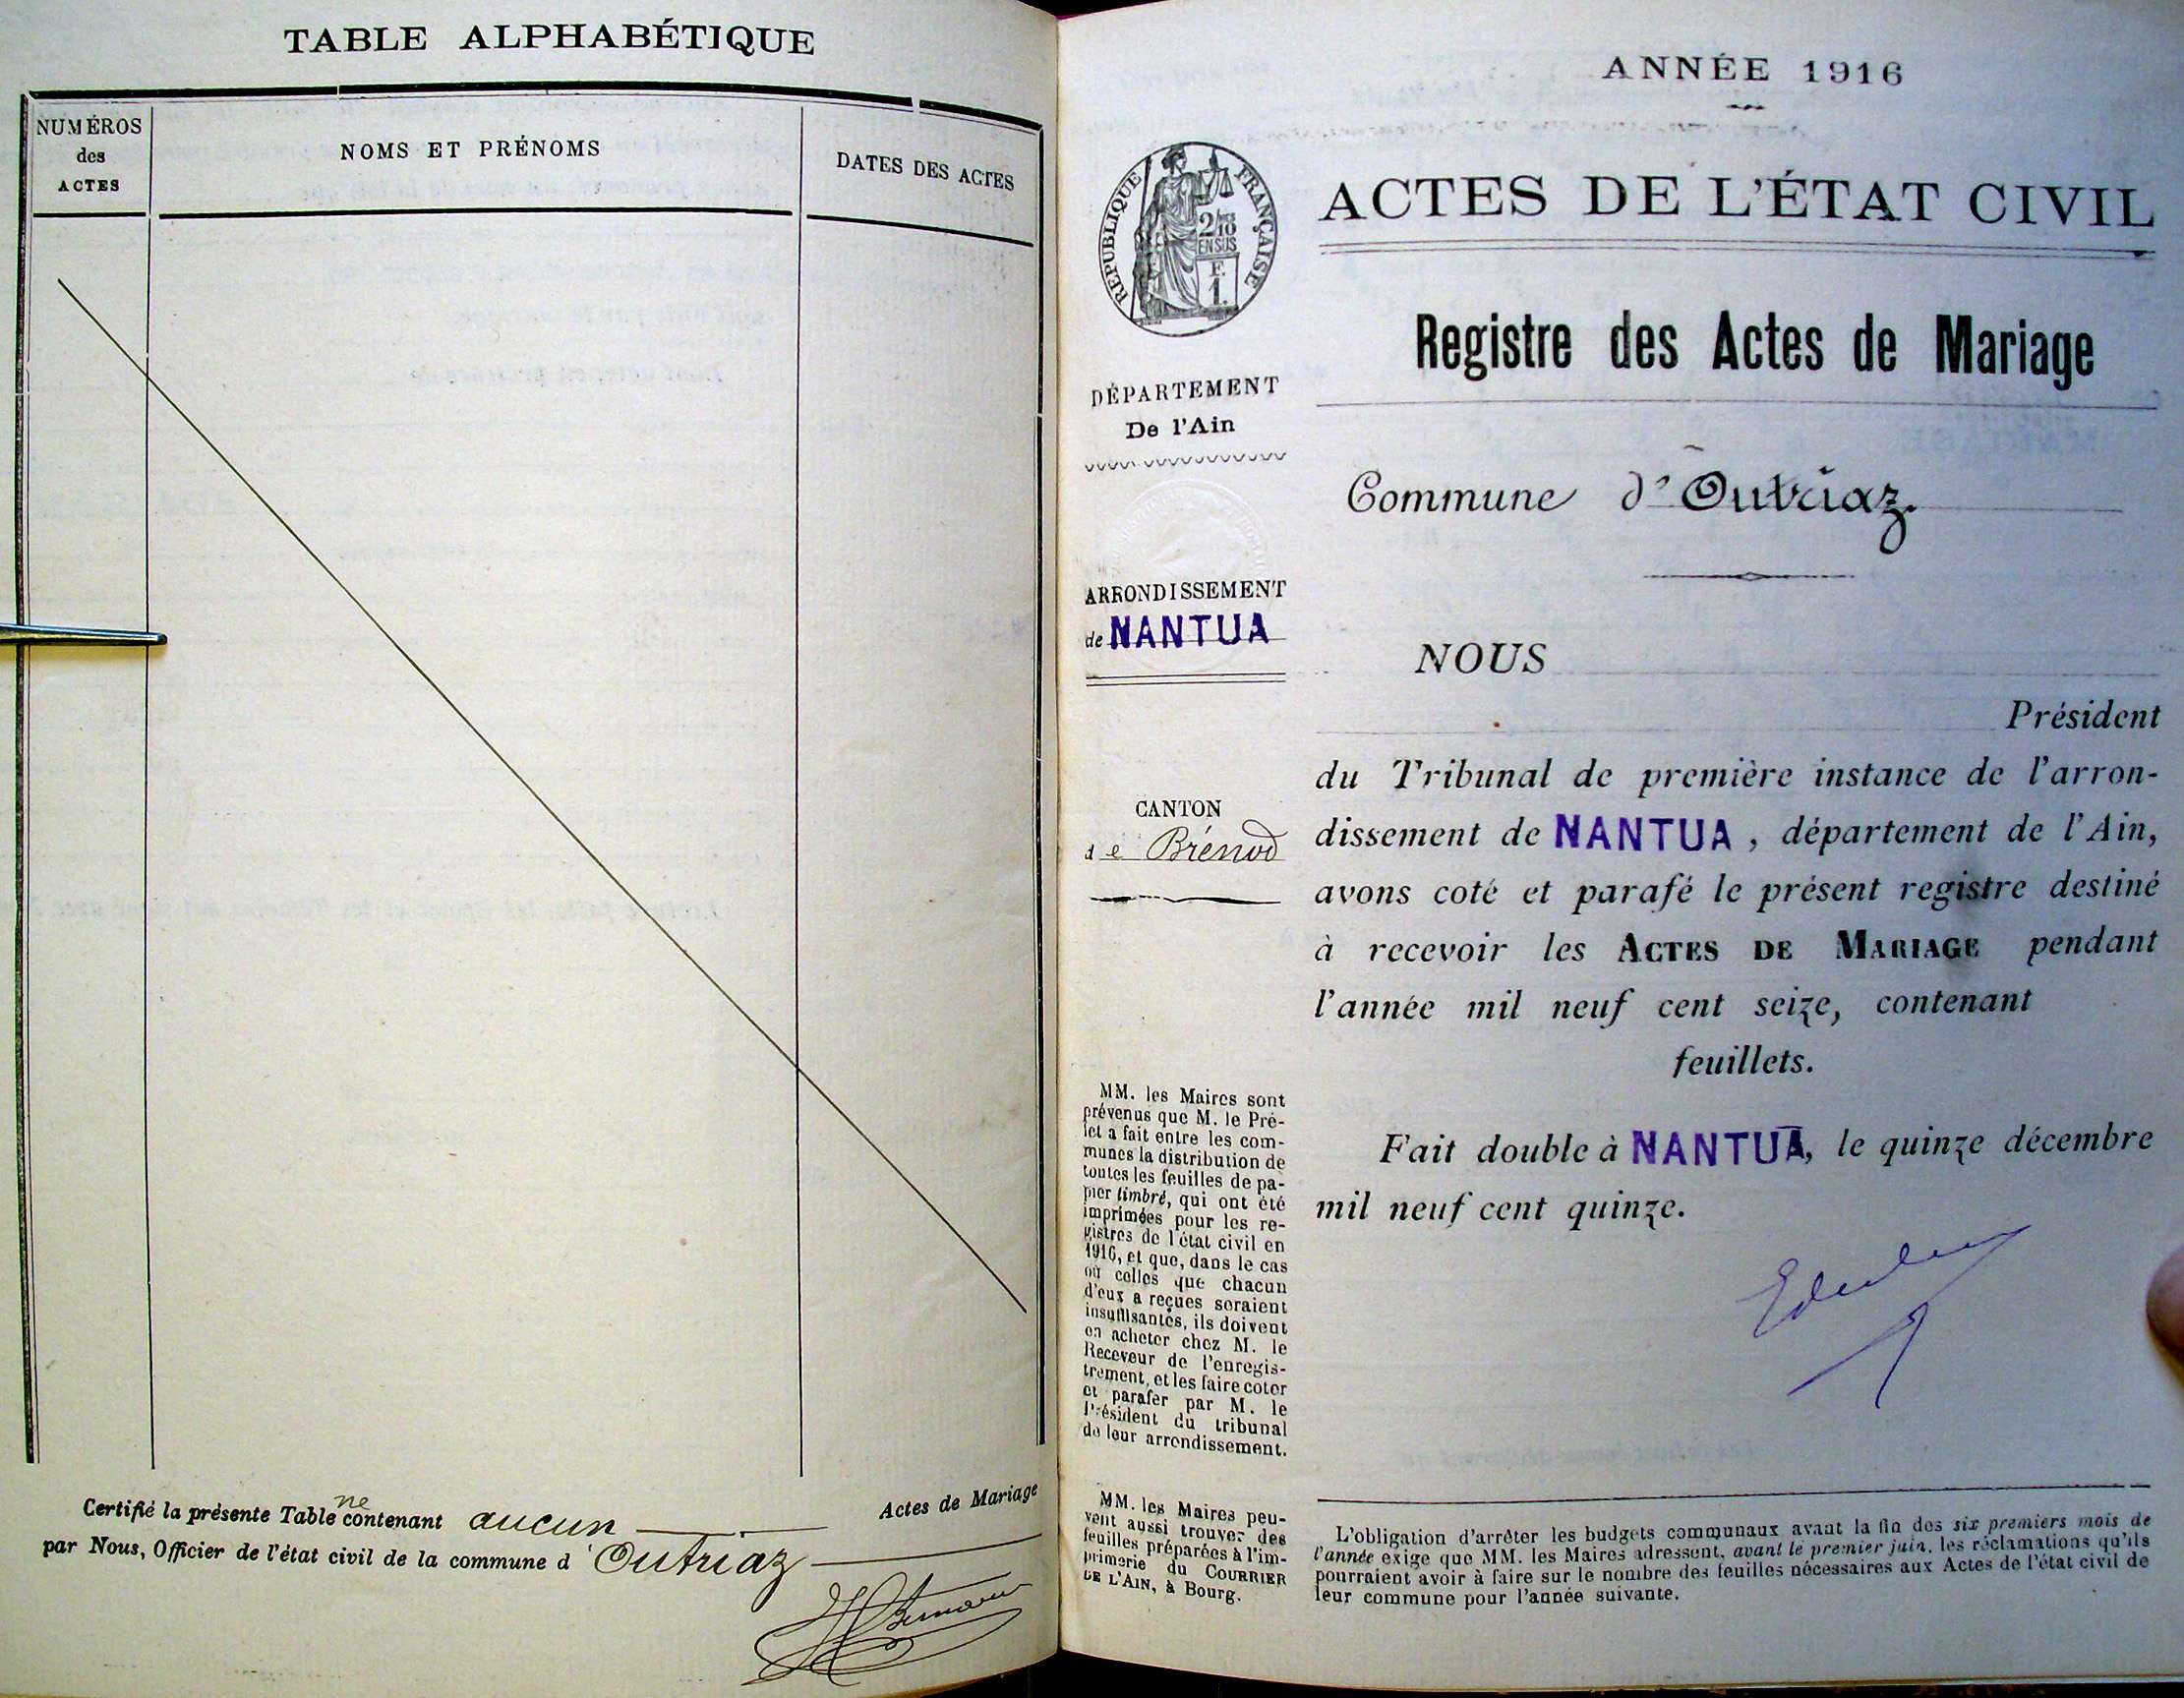 TABLE ALPHABÉTIQUE
NUMÉROS
des
ACTES
NOMS ET PRÉNOMS
DATES DES ACTES
Certifié la présente Table ne contenant aucun Actes de Mariage
par Nous, Officier de l'état civil de la commune d'Outriaz
ANNÉE 1916
RÉPUBLIQUE FRANÇAISE
2/10
EN SUS
F.
1.
ACTES DE L'ÉTAT CIVIL
Registre des Actes de Mariage
DÉPARTEMENT
De l'Ain
Commune d'Outriaz.
ARRONDISSEMENT
de NANTUA
CANTON
de Brénod
NOUS
Président
du Tribunal de première instance de l'arron-
dissement de NANTUA, département de l'Ain,
avons coté et parafé le présent registre destiné
à recevoir les ACTES DE MARIAGE pendant
l'année mil neuf cent seize, contenant
feuillets.
Fait double à NANTUA, le quinze décembre
mil neuf cent quinze.
MM. les Maires sont
prévenus que M. le Pré-
fet a fait entre les com-
munes la distribution de
toutes les feuilles de pa-
pier timbré, qui ont été
imprimées pour les re-
gistres de l'état civil en
1916, et que, dans le cas
où celles que chacun
d'eux a reçues seraient
insuffisantes, ils doivent
en acheter chez M. le
Receveur de l'enregis-
trement, et les faire coter
et parafer par M. le
Président du tribunal
de leur arrondissement.
MM. les Maires peu-
vent aussi trouver des
feuilles préparées à l'im-
primerie du COURRIER
DE L'AIN, à Bourg.
L'obligation d'arrêter les budgets communaux avant la fin des six premiers mois de
l'année exige que MM. les Maires adressent, avant le premier juin, les réclamations qu'ils
pourraient avoir à faire sur le nombre des feuilles nécessaires aux Actes de l'état civil de
leur commune pour l'année suivante.